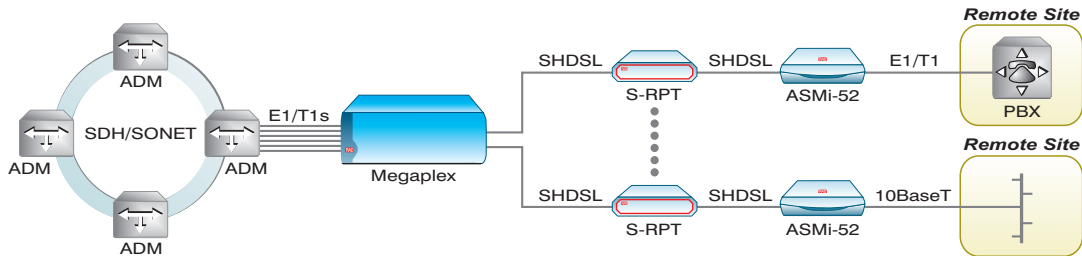 Remote Site
ADM
SHDSL
SHDSL
E1/T1
S-RPT
ASMi-52
PBX
E1/T1s
SDH/SONET
ADM
ADM
Megaplex
Remote Site
SHDSL
SHDSL
10BaseT
S-RPT
ASMi-52
ADM